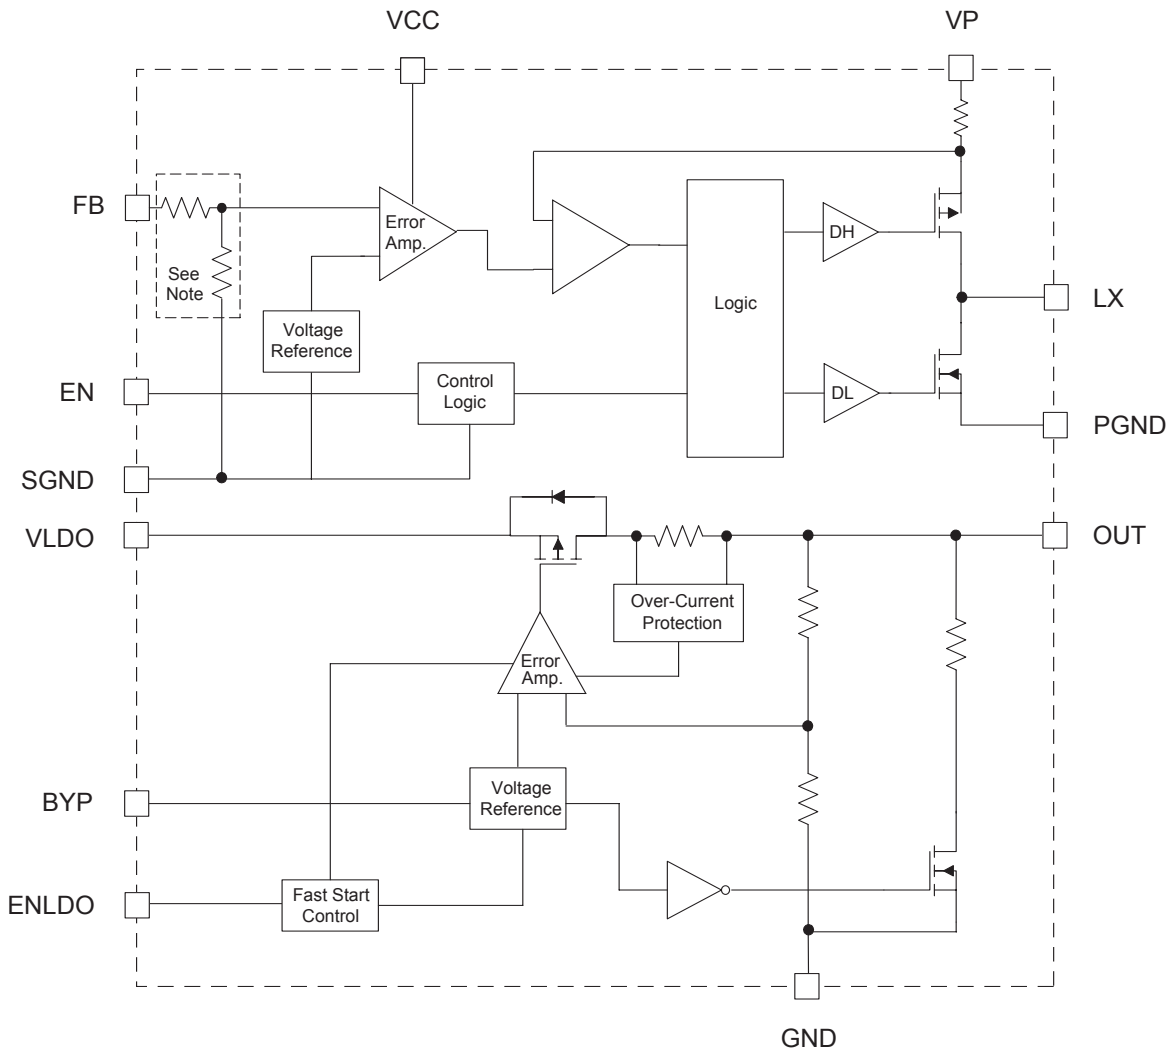 VCC
VP
FB
Error
Amp.
DH
See
Note
LX
Logic
Voltage
Reference
EN
Control
Logic
DL
PGND
SGND
VLDO
OUT
Over-Current
Protection
Error
Amp.
BYP
Voltage
Reference
ENLDO
Fast Start
Control
GND